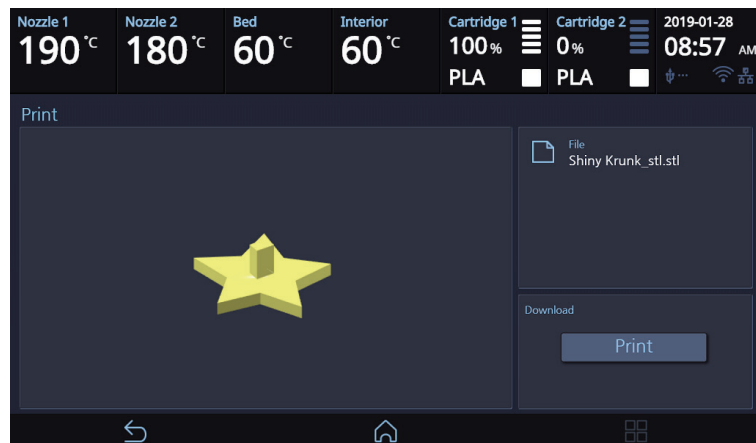 Nozzle 1
190 °C
Nozzle 2
180 °C
Bed
60 °C
Interior
60 °C
Cartridge 1
100 %
PLA
Cartridge 2
0 %
PLA
2019-01-28
08:57 AM
Print
File
Shiny Krunk_stl.stl
Download
Print